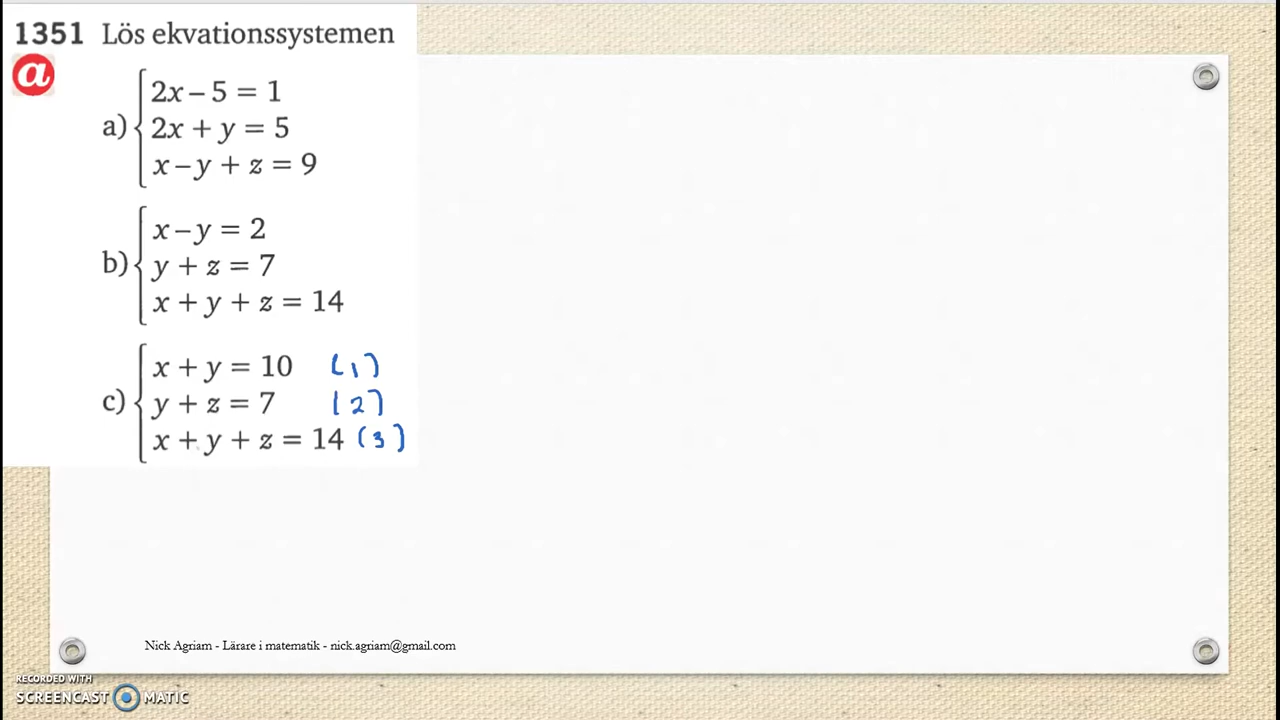 1351 Lös ekvationssystemen
a
2x – 5 = 1
a) 2x + y = 5
x – y + z = 9
x – y = 2
b) y + z = 7
x + y + z = 14
x + y = 10 (1)
c) y + z = 7 (2)
x + y + z = 14 (3)
Nick Agriam - Lärare i matematik - nick.agriam@gmail.com
RECORDED WITH
SCREENCAST MATIC